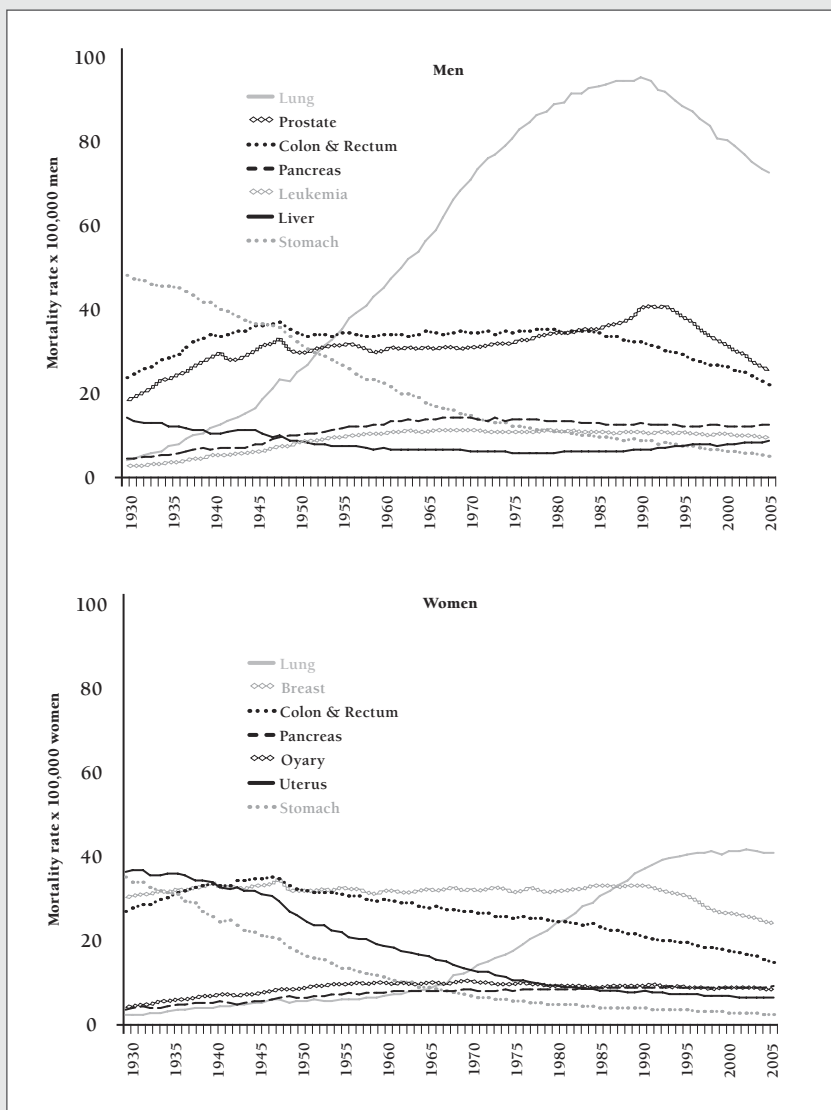 Men
Mortality rate x 100,000 men
100
80
60
40
20
0
Lung
Prostate
Colon & Rectum
Pancreas
Leukemia
Liver
Stomach
1930
1935
1940
1945
1950
1955
1960
1965
1970
1975
1980
1985
1990
1995
2000
2005
Women
Mortality rate x 100,000 women
100
80
60
40
20
0
Lung
Breast
Colon & Rectum
Pancreas
Oyary
Uterus
Stomach
1930
1935
1940
1945
1950
1955
1960
1965
1970
1975
1980
1985
1990
1995
2000
2005